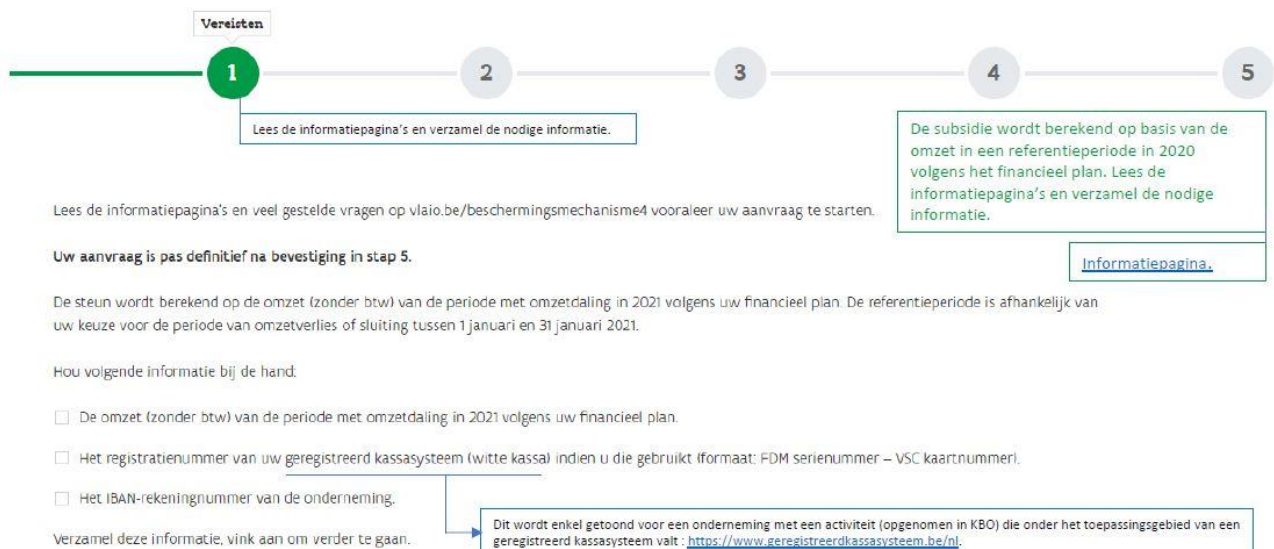 Vereisten
1 2 3 4 5
Lees de informatiepagina's en verzamel de nodige informatie.
De subsidie wordt berekend op basis van de
omzet in een referentieperiode in 2020
volgens het financieel plan. Lees de
informatiepagina's en verzamel de nodige
informatie.
Informatiepagina.
Lees de informatiepagina's en veel gestelde vragen op vlaio.be/beschermingsmechanisme4 vooraleer uw aanvraag te starten.
Uw aanvraag is pas definitief na bevestiging in stap 5.
De steun wordt berekend op de omzet (zonder btw) van de periode met omzetdaling in 2021 volgens uw financieel plan. De referentieperiode is afhankelijk van
uw keuze voor de periode van omzetverlies of sluiting tussen 1 januari en 31 januari 2021.
Hou volgende informatie bij de hand:
De omzet (zonder btw) van de periode met omzetdaling in 2021 volgens uw financieel plan.
Het registratienummer van uw geregistreerd kassasysteem (witte kassa) indien u die gebruikt (formaat: FDM serienummer – VSC kaartnummer).
Het IBAN-rekeningnummer van de onderneming.
Verzamel deze informatie, vink aan om verder te gaan.
Dit wordt enkel getoond voor een onderneming met een activiteit (opgenomen in KBO) die onder het toepassingsgebied van een
geregistreerd kassasysteem valt : https://www.geregistreerdkassasysteem.be/nl.